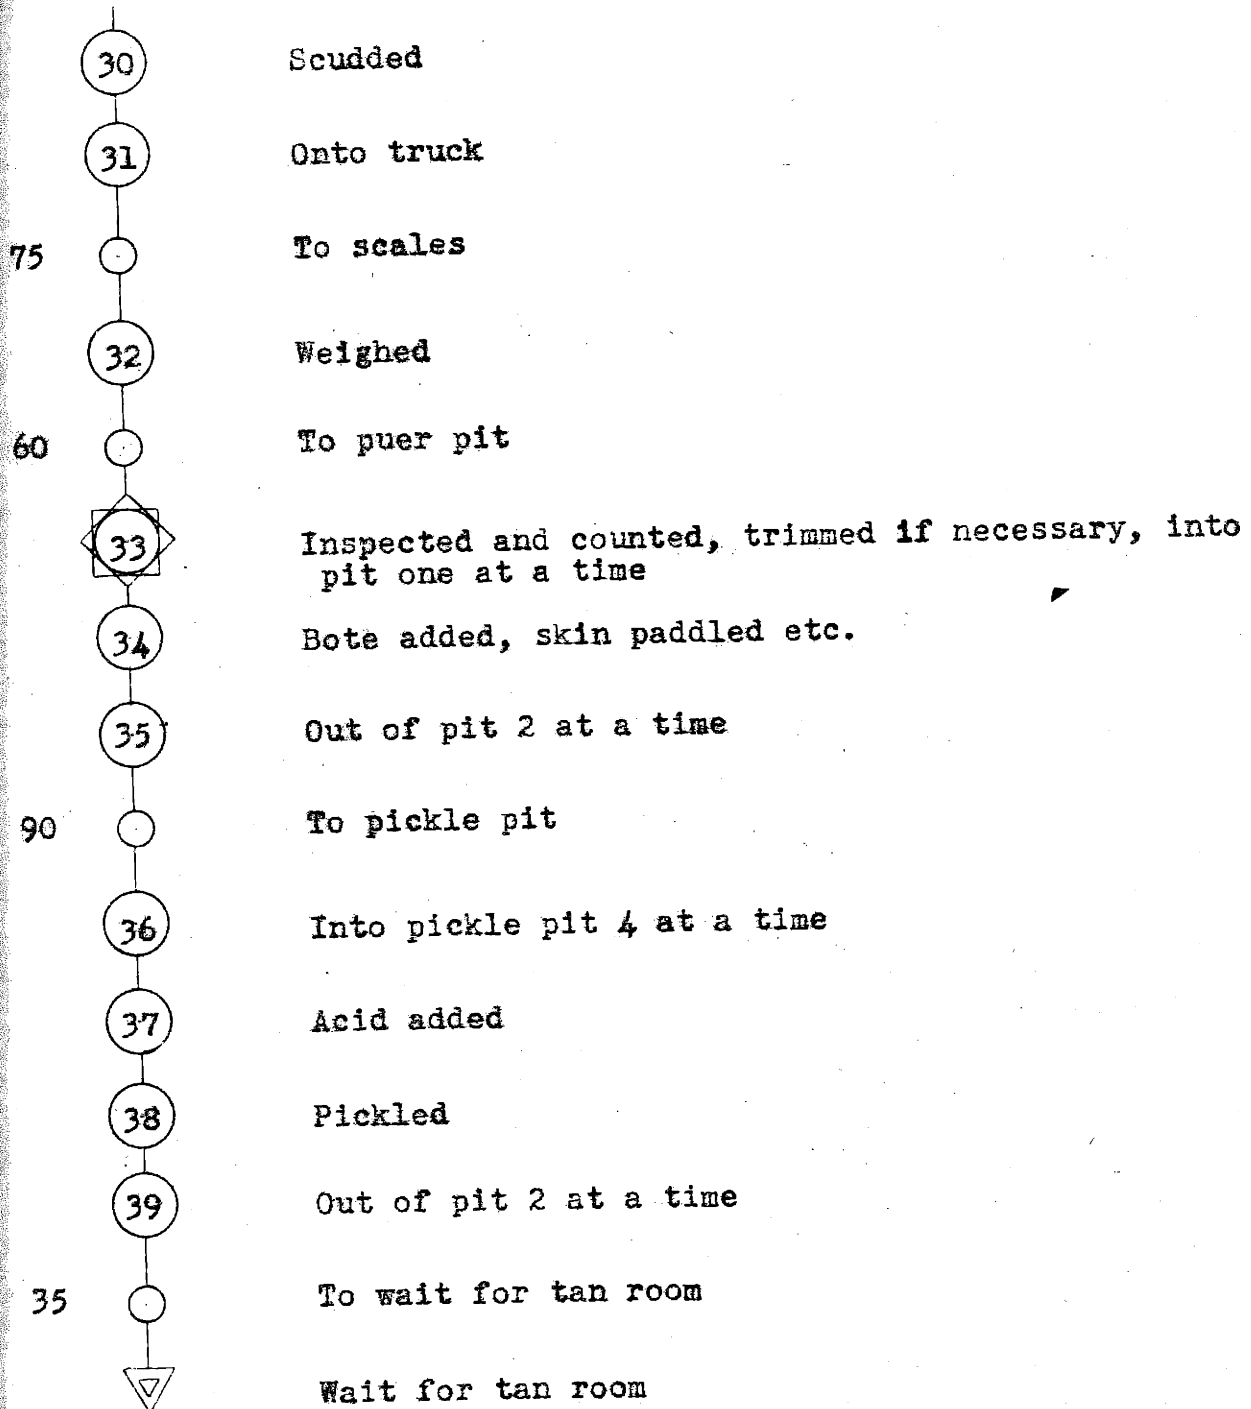 30 Scudded
31 Onto truck
75 To scales
32 Weighed
60 To puer pit
33 Inspected and counted, trimmed if necessary, into
pit one at a time
34 Bote added, skin paddled etc.
35 Out of pit 2 at a time
90 To pickle pit
36 Into pickle pit 4 at a time
37 Acid added
38 Pickled
39 Out of pit 2 at a time
35 To wait for tan room
Wait for tan room